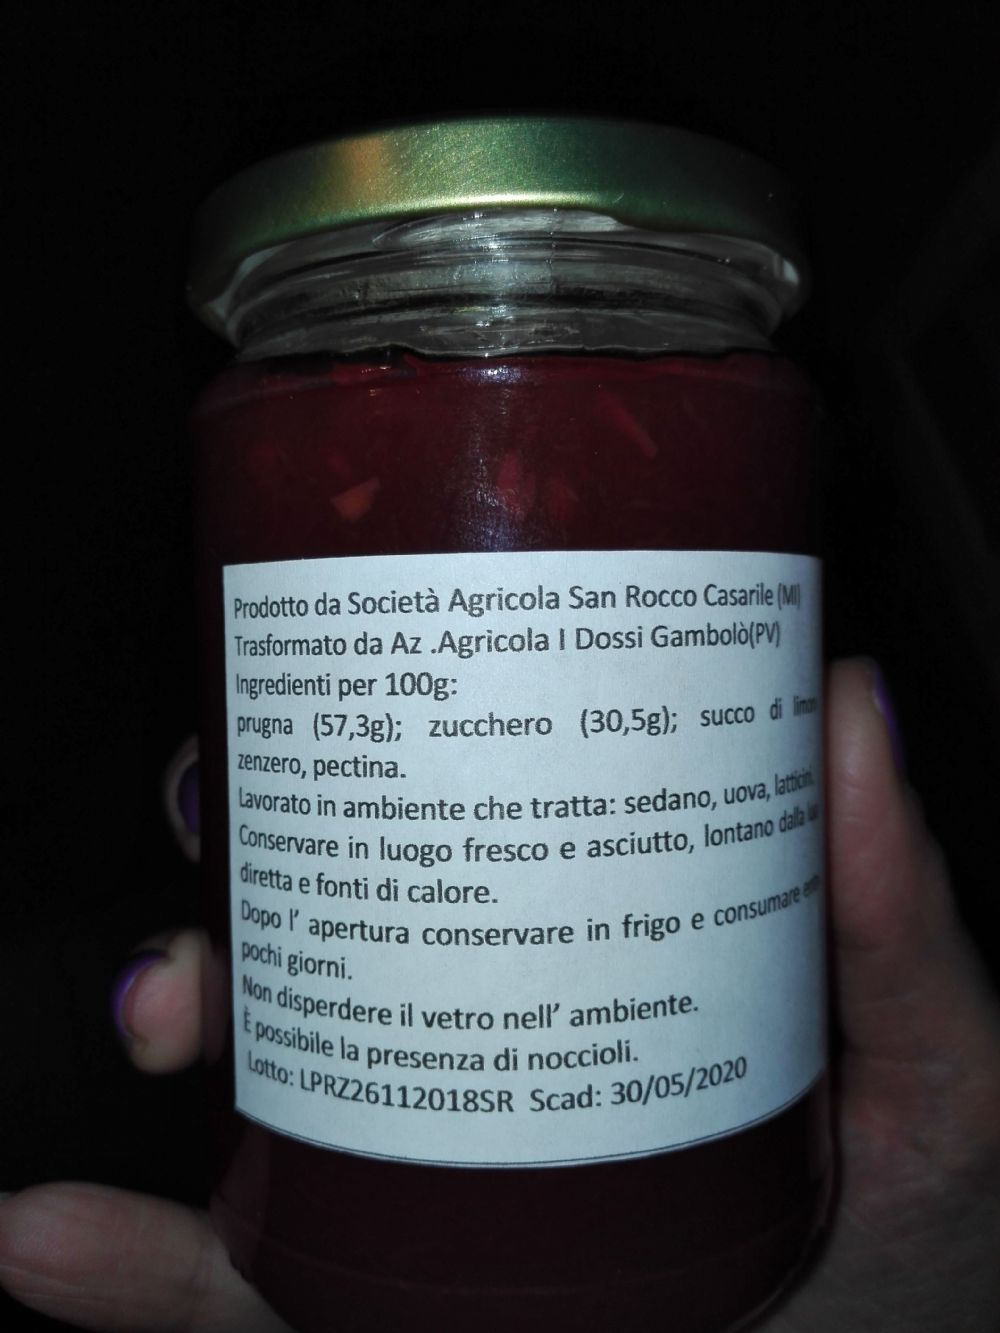 Prodotto da Società Agricola San Rocco Casarile (MI)
Trasformato da Az .Agricola I Dossi Gambolò(PV)
Ingredienti per 100g:
prugna (57,3g); zucchero (30,5g); succo di limone
zenzero, pectina.
Lavorato in ambiente che tratta: sedano, uova, latticini.
Conservare in luogo fresco e asciutto, lontano dalla luce
diretta e fonti di calore.
Dopo l' apertura conservare in frigo e consumare entro
pochi giorni.
Non disperdere il vetro nell' ambiente.
È possibile la presenza di noccioli.
Lotto: LPRZ26112018SR Scad: 30/05/2020